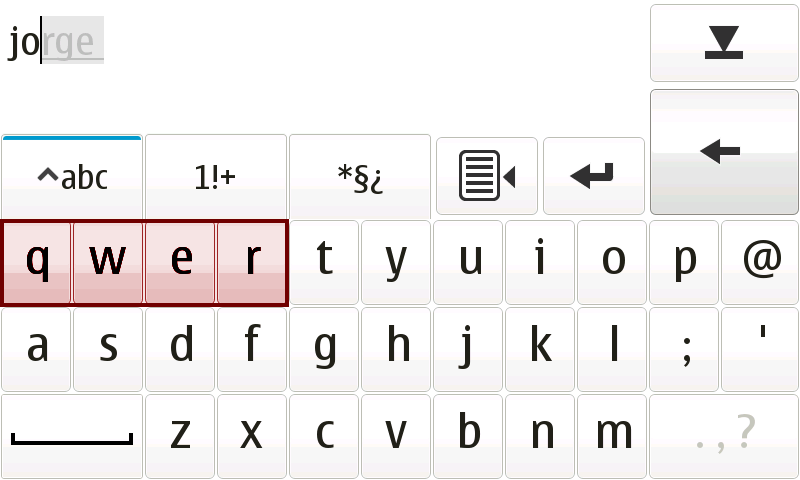 jorge
^abc 1!+ *§¿
q w e r t y u i o p @
a s d f g h j k l ; '
z x c v b n m . , ?